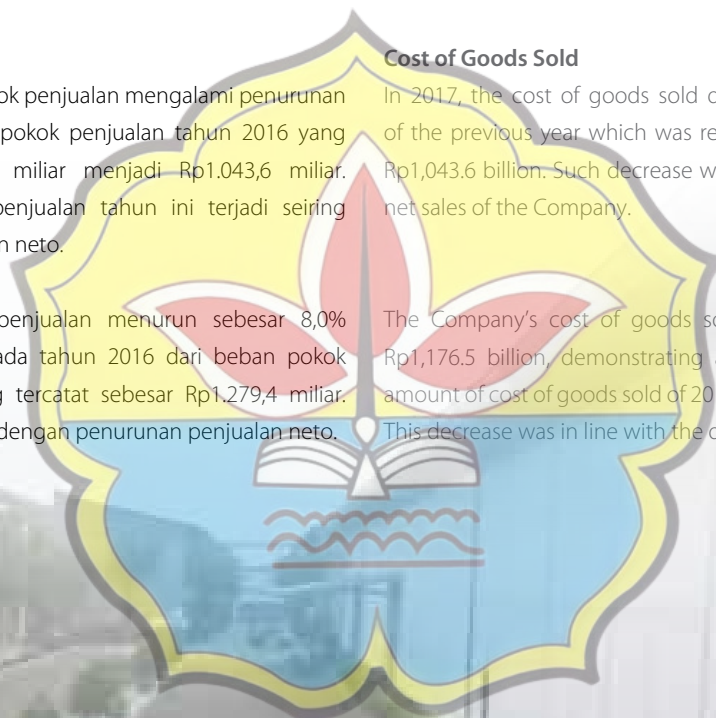 ok penjualan mengalami penurunan
pokok penjualan tahun 2016 yang
miliar menjadi Rp1.043,6 miliar.
penjualan tahun ini terjadi seiring
n neto.
penjualan menurun sebesar 8,0%
ada tahun 2016 dari beban pokok
g tercatat sebesar Rp1.279,4 miliar.
dengan penurunan penjualan neto.
Cost of Goods Sold
In 2017, the cost of goods sold
of the previous year which was
Rp1,043.6 billion. Such decrease
net sales of the Company.
The Company's cost of goods
Rp1,176.5 billion, demonstrating
amount of cost of goods sold of 20
This decrease was in line with the